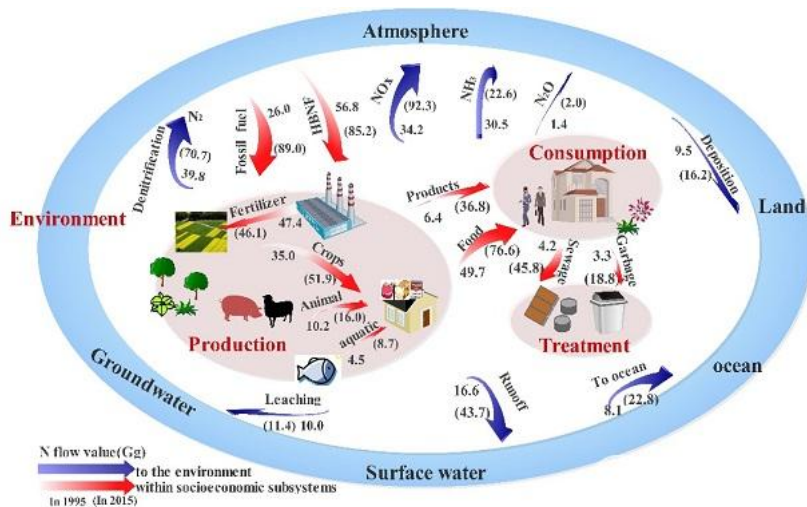 Atmosphere
N₂
Denitrification
(70.7)
39.8
Fossil fuel
26.0
(89.0)
HBNF
56.8
(85.2)
NOx
(92.3)
34.2
NH₃
(22.6)
30.5
N₂O
(2.0)
1.4
Deposition
9.5
(16.2)
Environment
Land
Consumption
Products
6.4
(36.8)
Fertilizer
47.4
(46.1)
Food
(76.6)
49.7
4.2
Sewage
(45.8)
3.3
Garbage
(18.8)
Crops
35.0
(51.9)
Animal
10.2
(16.0)
aquatic
(8.7)
4.5
Production
Treatment
Groundwater
ocean
Leaching
(11.4) 10.0
16.6
Runoff
(43.7)
To ocean
8.1
(22.8)
Surface water
N flow value(Gg)
to the environment
within socioeconomic subsystems
In 1995 (In 2015)